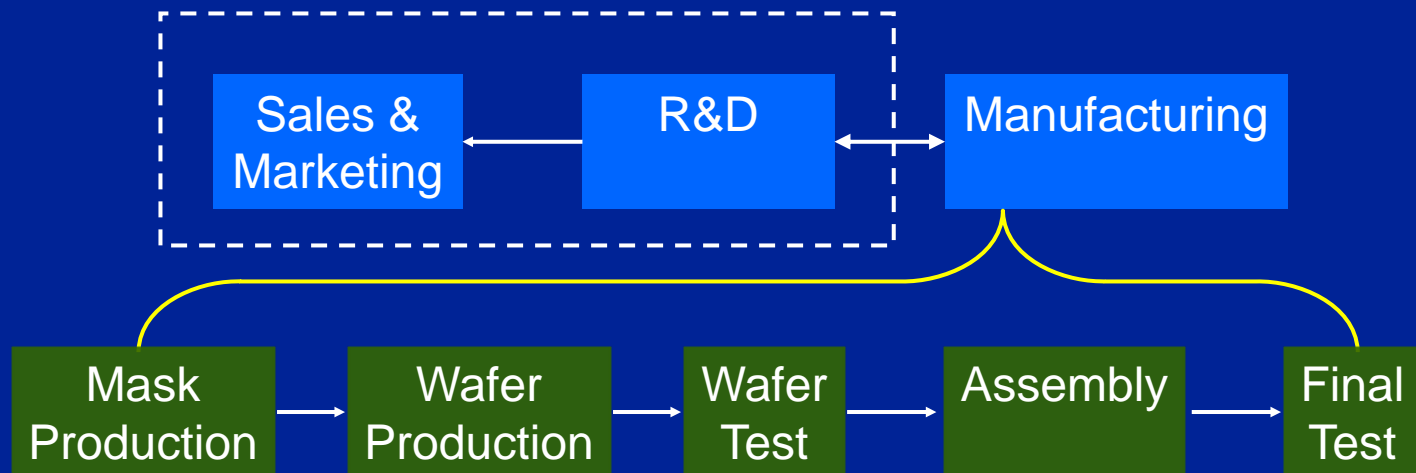 Sales &
Marketing
R&D
Manufacturing
Mask
Production
Wafer
Production
Wafer
Test
Assembly
Final
Test